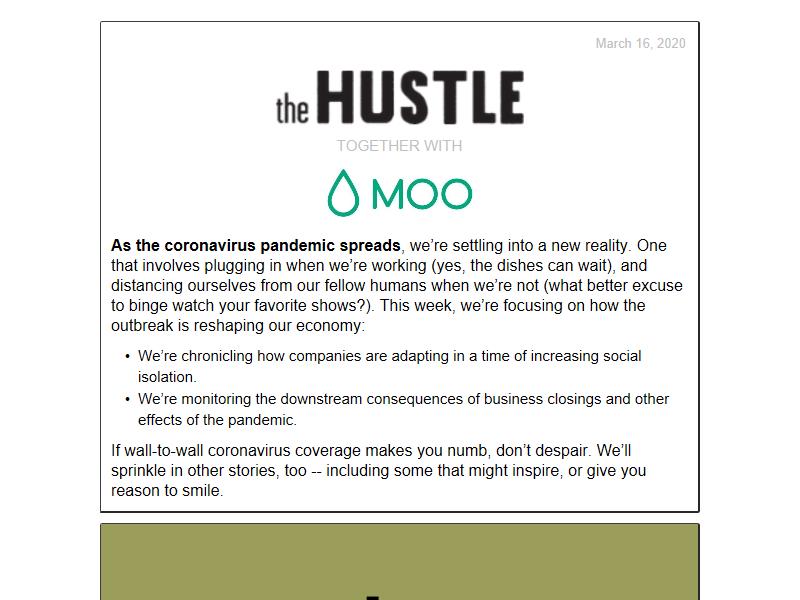 March 16, 2020
the HUSTLE
TOGETHER WITH
MOO
As the coronavirus pandemic spreads, we’re settling into a new reality. One
that involves plugging in when we’re working (yes, the dishes can wait), and
distancing ourselves from our fellow humans when we’re not (what better excuse
to binge watch your favorite shows?). This week, we’re focusing on how the
outbreak is reshaping our economy:
• We’re chronicling how companies are adapting in a time of increasing social
isolation.
• We’re monitoring the downstream consequences of business closings and other
effects of the pandemic.
If wall-to-wall coronavirus coverage makes you numb, don’t despair. We’ll
sprinkle in other stories, too -- including some that might inspire, or give you
reason to smile.